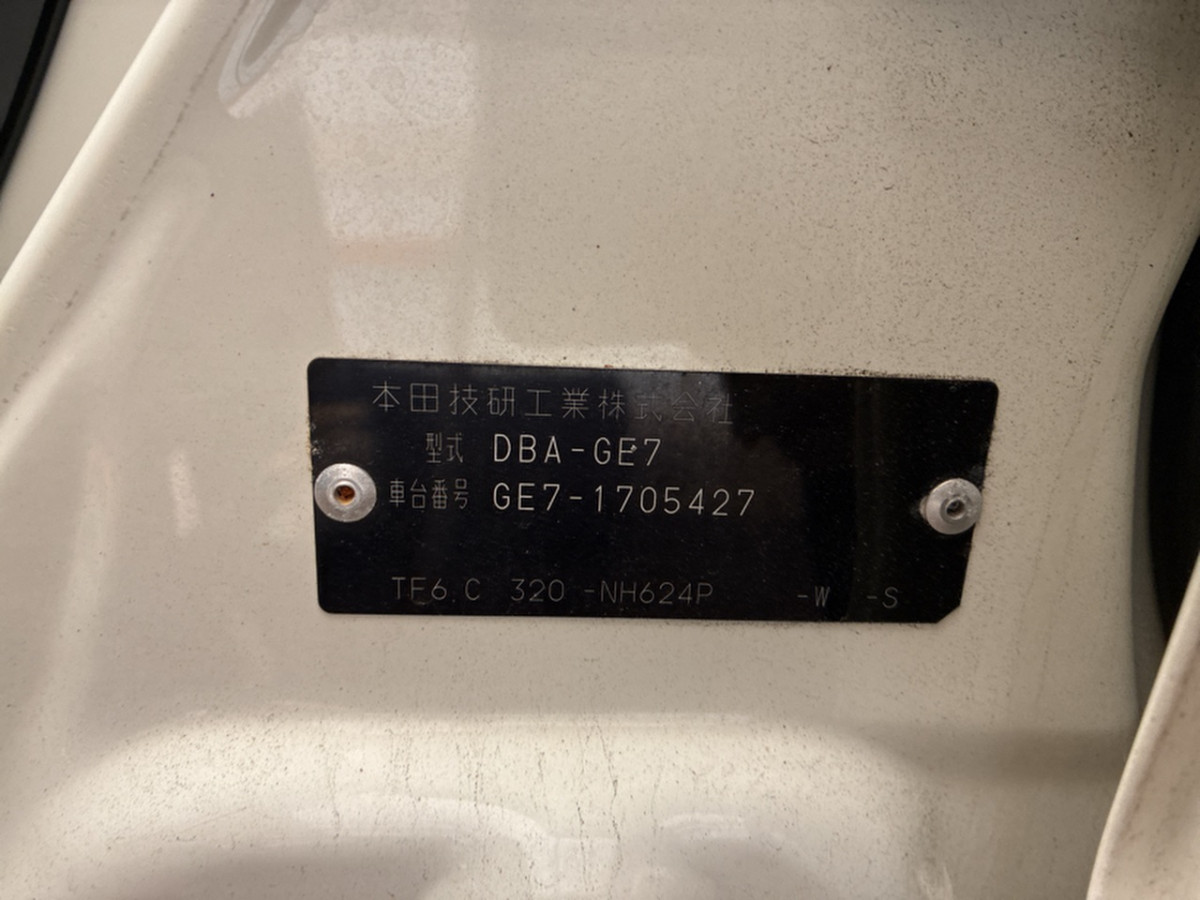 本田技研工業株式会社
型式 DBA-GE7
車台番号 GE7-1705427
TF6.C 320 -NH624P -W -S